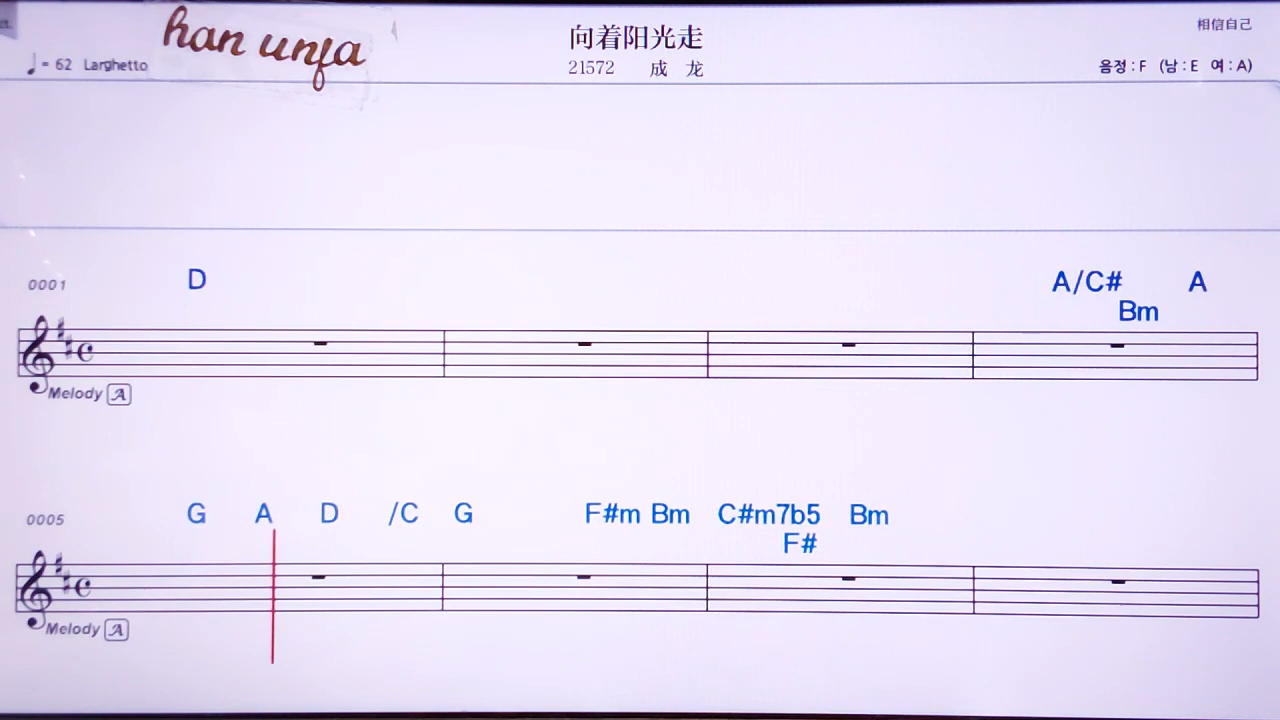 han unfa
向着阳光走
相信自己
♩ = 62 Larghetto
21572 成 龙
음정 : F (남 : E 여 : A)
0001 D A/C# A
Bm
Melody A
0005 G A D /C G F#m Bm C#m7b5 Bm
F#
Melody A